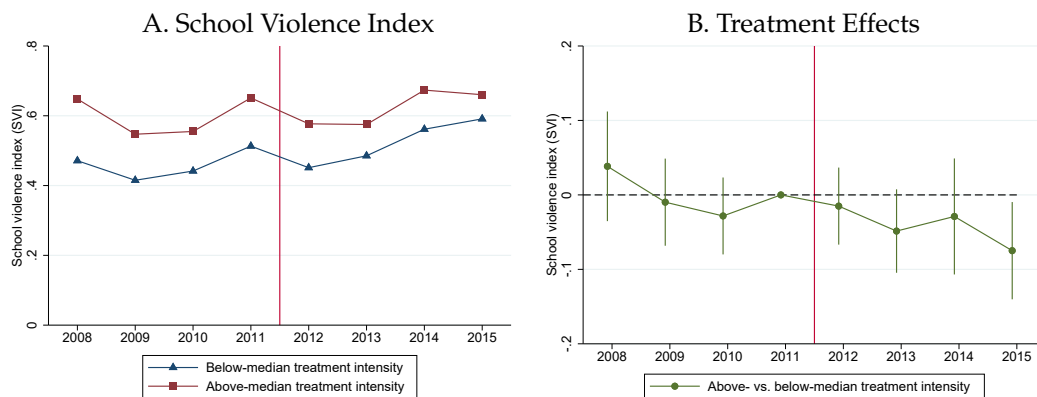 A. School Violence Index
School violence index (SVI)
.8
.6
.4
.2
0
2008 2009 2010 2011 2012 2013 2014 2015
Below-median treatment intensity
Above-median treatment intensity
B. Treatment Effects
School violence index (SVI)
.2
.1
0
-.1
-.2
2008 2009 2010 2011 2012 2013 2014 2015
Above- vs. below-median treatment intensity